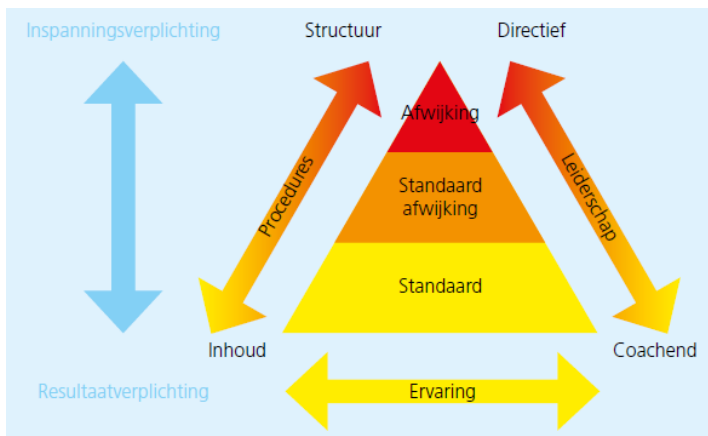 Inspanningsverplichting
Structuur
Directief
Afwijking
Procedures
Standaard
afwijking
Leiderschap
Standaard
Inhoud
Coachend
Resultaatverplichting
Ervaring